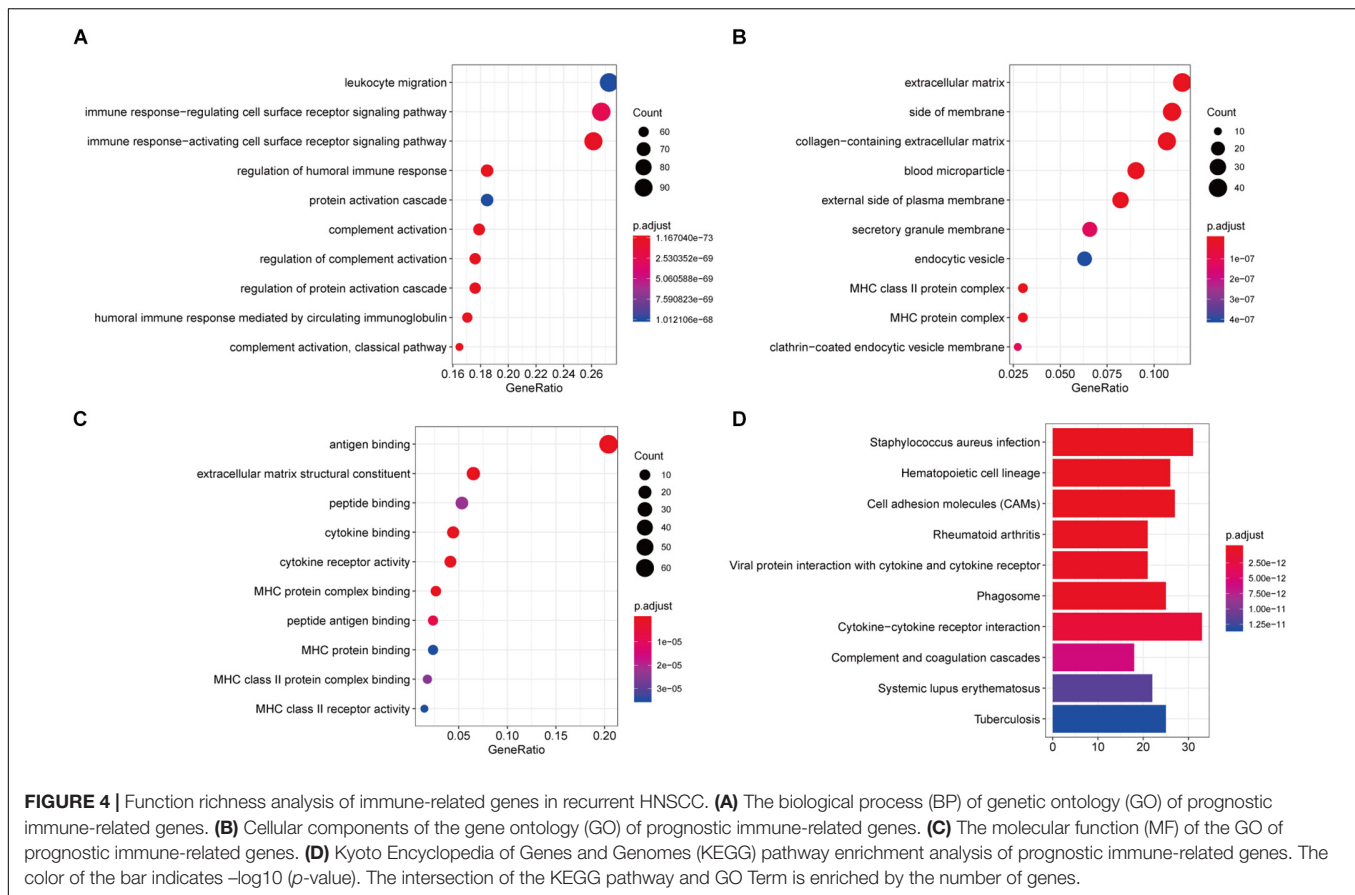 A
leukocyte migration
immune response−regulating cell surface receptor signaling pathway
immune response−activating cell surface receptor signaling pathway
regulation of humoral immune response
protein activation cascade
complement activation
regulation of complement activation
regulation of protein activation cascade
humoral immune response mediated by circulating immunoglobulin
complement activation, classical pathway
0.16 0.18 0.20 0.22 0.24 0.26
GeneRatio
Count
60
70
80
90
p.adjust
1.167040e−73
2.530352e−69
5.060588e−69
7.590823e−69
1.012106e−68
B
extracellular matrix
side of membrane
collagen−containing extracellular matrix
blood microparticle
external side of plasma membrane
secretory granule membrane
endocytic vesicle
MHC class II protein complex
MHC protein complex
clathrin−coated endocytic vesicle membrane
0.025 0.050 0.075 0.100
GeneRatio
Count
10
20
30
40
p.adjust
1e−07
2e−07
3e−07
4e−07
C
antigen binding
extracellular matrix structural constituent
peptide binding
cytokine binding
cytokine receptor activity
MHC protein complex binding
peptide antigen binding
MHC protein binding
MHC class II protein complex binding
MHC class II receptor activity
0.05 0.10 0.15 0.20
GeneRatio
Count
10
20
30
40
50
60
p.adjust
1e−05
2e−05
3e−05
D
Staphylococcus aureus infection
Hematopoietic cell lineage
Cell adhesion molecules (CAMs)
Rheumatoid arthritis
Viral protein interaction with cytokine and cytokine receptor
Phagosome
Cytokine−cytokine receptor interaction
Complement and coagulation cascades
Systemic lupus erythematosus
Tuberculosis
0 10 20 30
p.adjust
2.50e−12
5.00e−12
7.50e−12
1.00e−11
1.25e−11
FIGURE 4 | Function richness analysis of immune-related genes in recurrent HNSCC. (A) The biological process (BP) of genetic ontology (GO) of prognostic
immune-related genes. (B) Cellular components of the gene ontology (GO) of prognostic immune-related genes. (C) The molecular function (MF) of the GO of
prognostic immune-related genes. (D) Kyoto Encyclopedia of Genes and Genomes (KEGG) pathway enrichment analysis of prognostic immune-related genes. The
color of the bar indicates –log10 (p-value). The intersection of the KEGG pathway and GO Term is enriched by the number of genes.